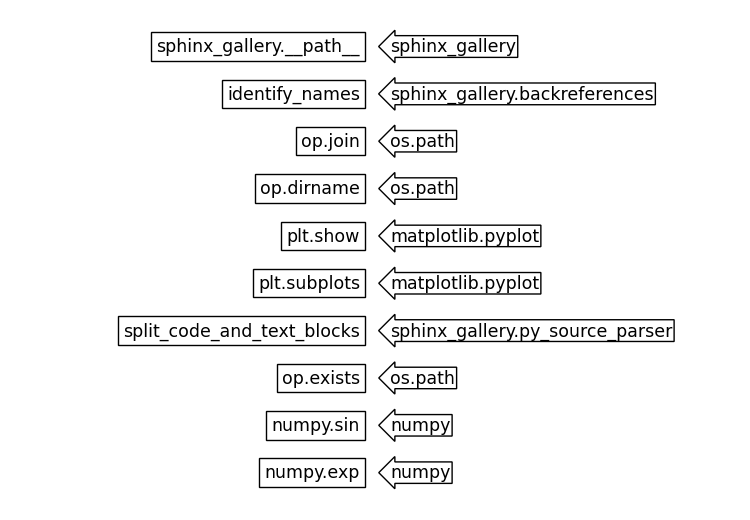 sphinx_gallery.__path__ sphinx_gallery
identify_names sphinx_gallery.backreferences
op.join os.path
op.dirname os.path
plt.show matplotlib.pyplot
plt.subplots matplotlib.pyplot
split_code_and_text_blocks sphinx_gallery.py_source_parser
op.exists os.path
numpy.sin numpy
numpy.exp numpy